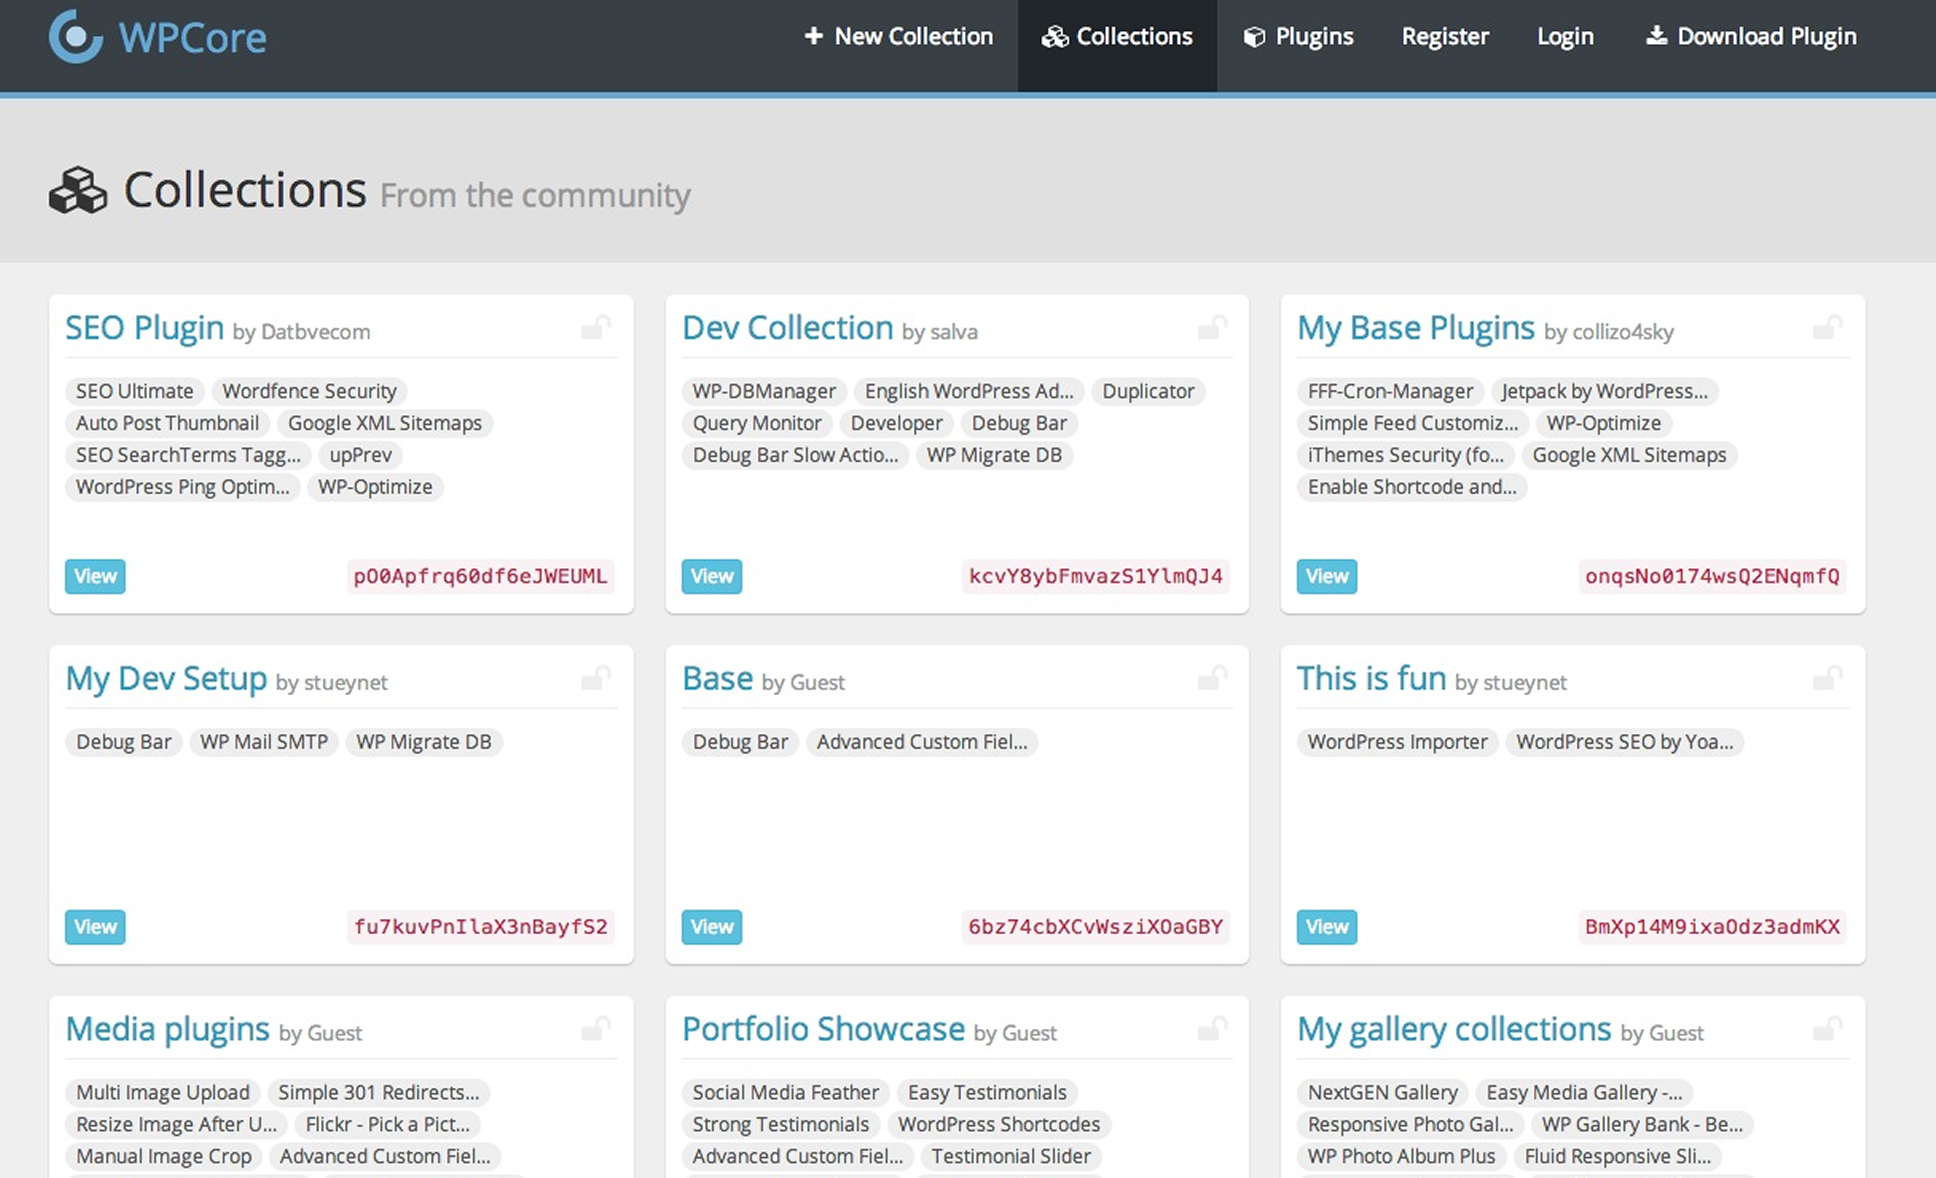 WPCore
New Collection Collections Plugins Register Login Download Plugin
Collections From the community
SEO Plugin by Datbvecom
SEO Ultimate Wordfence Security
Auto Post Thumbnail Google XML Sitemaps
SEO SearchTerms Tagg... upPrev
WordPress Ping Optim... WP-Optimize
View pO0Apfrq60df6eJWEUML
Dev Collection by salva
WP-DBManager English WordPress Ad... Duplicator
Query Monitor Developer Debug Bar
Debug Bar Slow Actio... WP Migrate DB
View kcvY8ybFmvazS1YlmQJ4
My Base Plugins by collizo4sky
FFF-Cron-Manager Jetpack by WordPress...
Simple Feed Customiz... WP-Optimize
iThemes Security (fo... Google XML Sitemaps
Enable Shortcode and...
View onqsNo0174wsQ2ENqmfQ
My Dev Setup by stueynet
Debug Bar WP Mail SMTP WP Migrate DB
View fu7kuvPnIlaX3nBayfS2
Base by Guest
Debug Bar Advanced Custom Fiel...
View 6bz74cbXCvWsziXOaGBY
This is fun by stueynet
WordPress Importer WordPress SEO by Yoa...
View BmXp14M9ixaOdz3admKX
Media plugins by Guest
Multi Image Upload Simple 301 Redirects...
Resize Image After U... Flickr - Pick a Pict...
Manual Image Crop Advanced Custom Fiel...
Portfolio Showcase by Guest
Social Media Feather Easy Testimonials
Strong Testimonials WordPress Shortcodes
Advanced Custom Fiel... Testimonial Slider
My gallery collections by Guest
NextGEN Gallery Easy Media Gallery -...
Responsive Photo Gal... WP Gallery Bank - Be...
WP Photo Album Plus Fluid Responsive Sli...